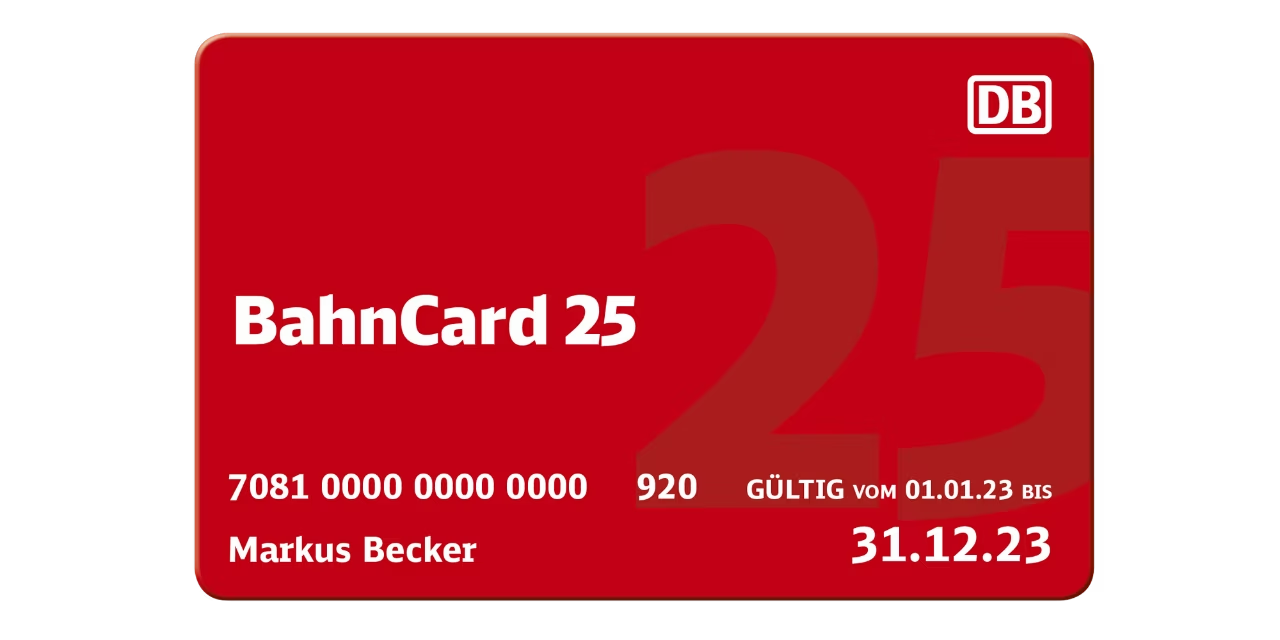 DB
25
BahnCard 25
7081 0000 0000 0000 920 GÜLTIG VOM 01.01.23 BIS
Markus Becker 31.12.23